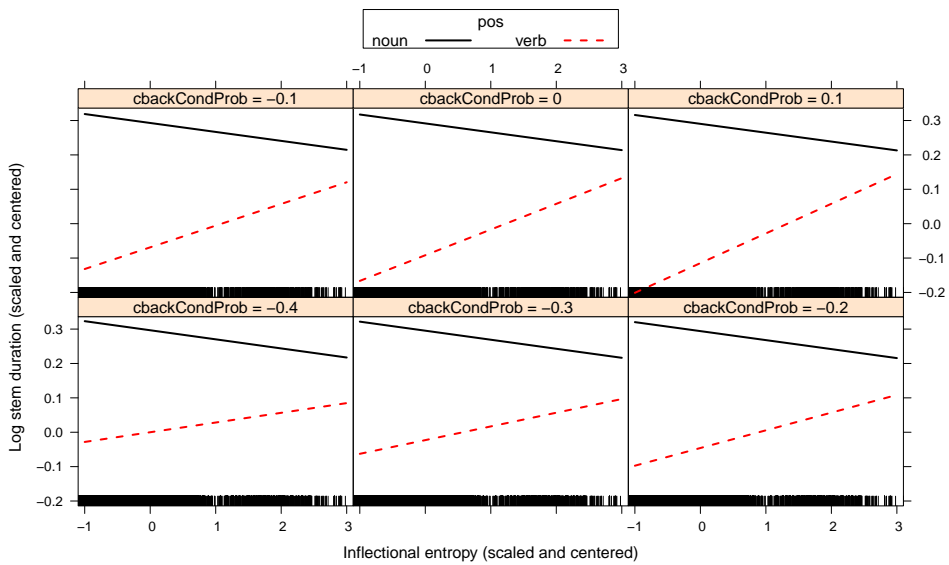 pos
noun verb
−1 0 1 2 3
cbackCondProb = −0.1 cbackCondProb = 0 cbackCondProb = 0.1
0.3
0.2
0.1
0.0
−0.1
−0.2
cbackCondProb = −0.4 cbackCondProb = −0.3 cbackCondProb = −0.2
0.3
0.2
0.1
0.0
−0.1
−0.2
−1 0 1 2 3 −1 0 1 2 3
Inflectional entropy (scaled and centered)
Log stem duration (scaled and centered)